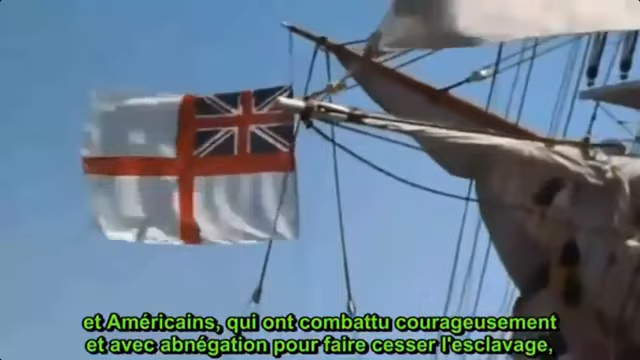 et Américains, qui ont combattu courageusement
et avec abnégation pour faire cesser l'esclavage,